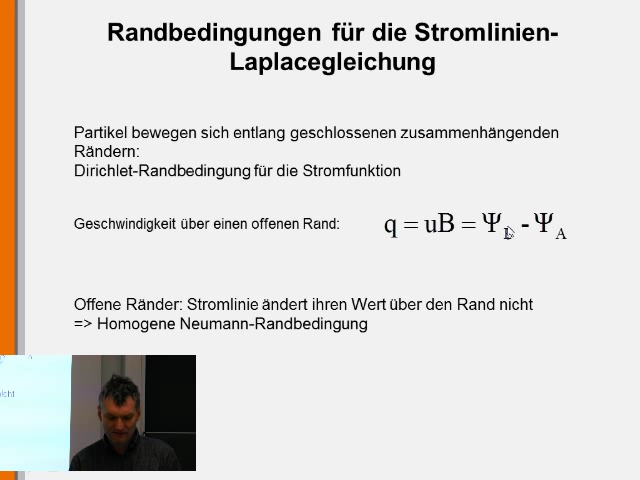 Randbedingungen für die Stromlinien-
Laplacegleichung
Partikel bewegen sich entlang geschlossenen zusammenhängenden
Rändern:
Dirichlet-Randbedingung für die Stromfunktion
Geschwindigkeit über einen offenen Rand: q = uB = Ψ - Ψ_A
Offene Ränder: Stromlinie ändert ihren Wert über den Rand nicht
=> Homogene Neumann-Randbedingung